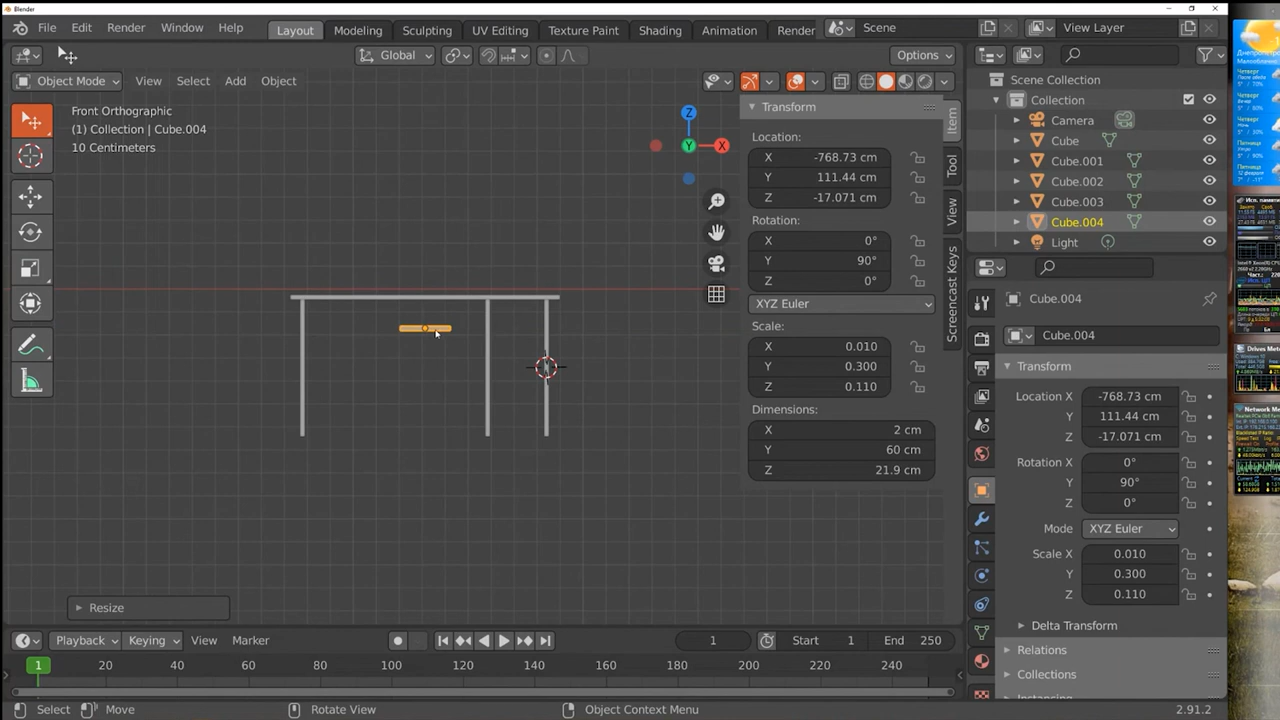 Blender
File Edit Render Window Help
Layout Modeling Sculpting UV Editing Texture Paint Shading Animation Render
Scene
View Layer
Global
Options
Object Mode View Select Add Object
Front Orthographic
(1) Collection | Cube.004
10 Centimeters
Z
Y
X
Transform
Location:
X -768.73 cm
Y 111.44 cm
Z -17.071 cm
Rotation:
X 0°
Y 90°
Z 0°
XYZ Euler
Scale:
X 0.010
Y 0.300
Z 0.110
Dimensions:
X 2 cm
Y 60 cm
Z 21.9 cm
Item
Tool
View
Screencast Keys
Scene Collection
Collection
Camera
Cube
Cube.001
Cube.002
Cube.003
Cube.004
Light
Cube.004
Cube.004
Transform
Location X -768.73 cm
Y 111.44 cm
Z -17.071 cm
Rotation X 0°
Y 90°
Z 0°
Mode XYZ Euler
Scale X 0.010
Y 0.300
Z 0.110
Delta Transform
Relations
Collections
Instancing
Resize
Playback Keying View Marker
1
Start 1
End 250
1 20 40 60 80 100 120 140 160 180 200 220 240
Select Move Rotate View Object Context Menu
2.91.2